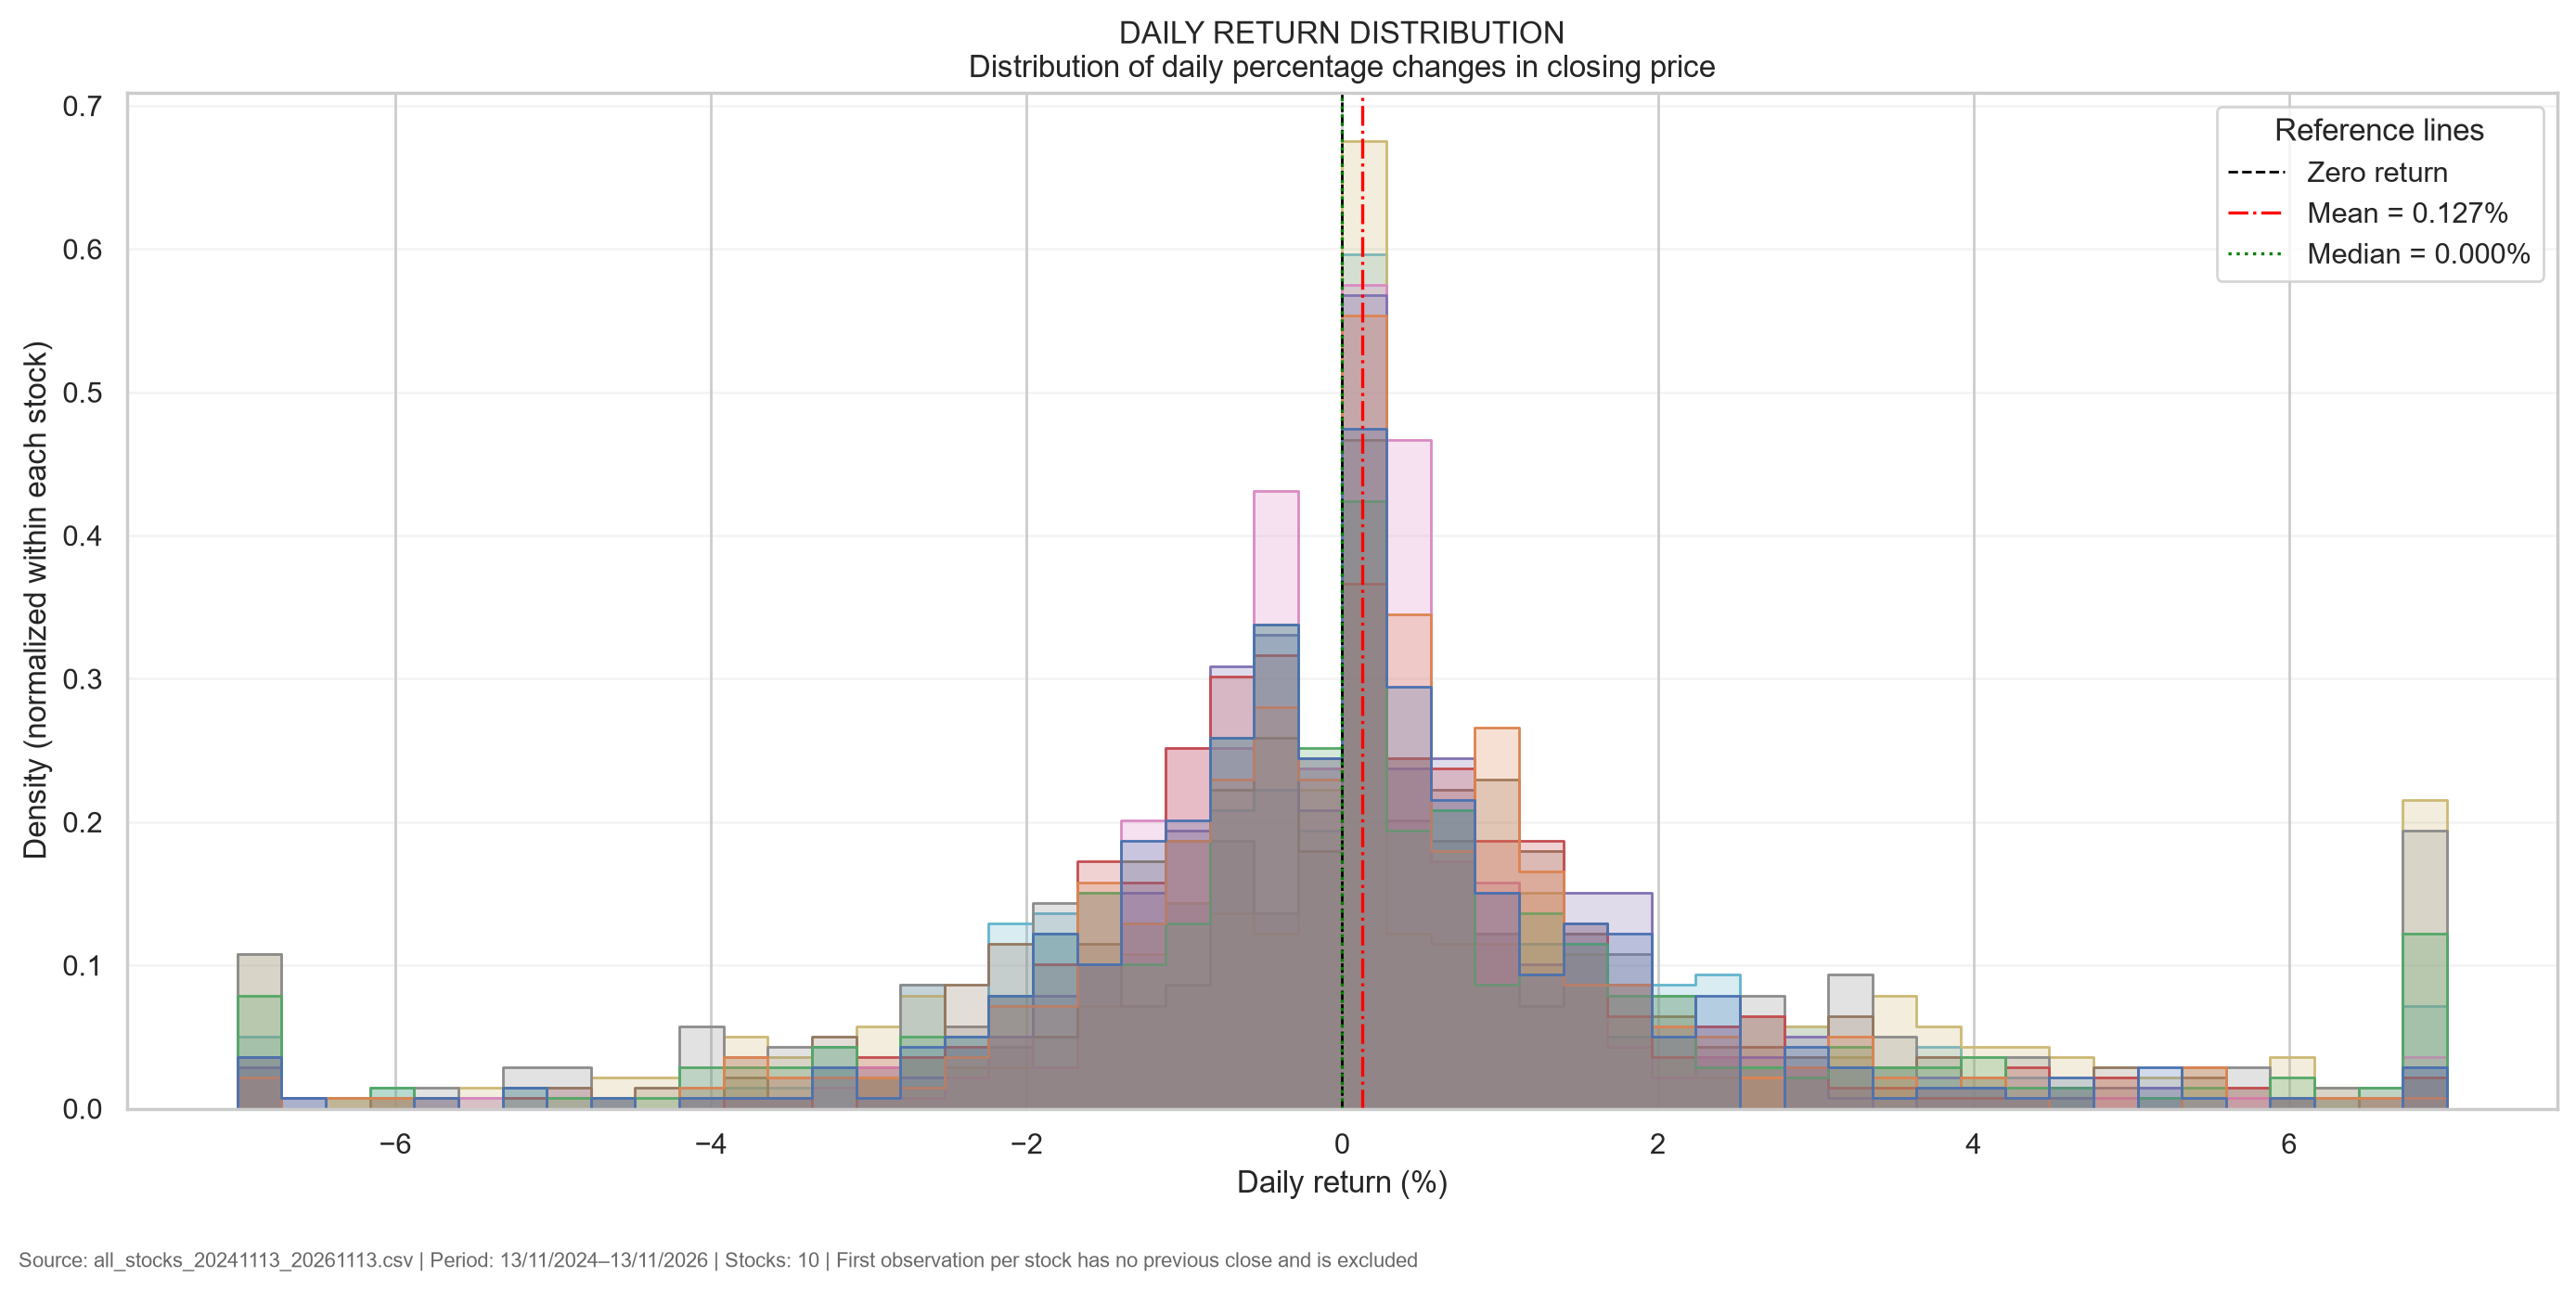 DAILY RETURN DISTRIBUTION
Distribution of daily percentage changes in closing price
Reference lines
Zero return
Mean = 0.127%
Median = 0.000%
Density (normalized within each stock)
0.7
0.6
0.5
0.4
0.3
0.2
0.1
0.0
−6
−4
−2
0
2
4
6
Daily return (%)
Source: all_stocks_20241113_20261113.csv | Period: 13/11/2024–13/11/2026 | Stocks: 10 | First observation per stock has no previous close and is excluded